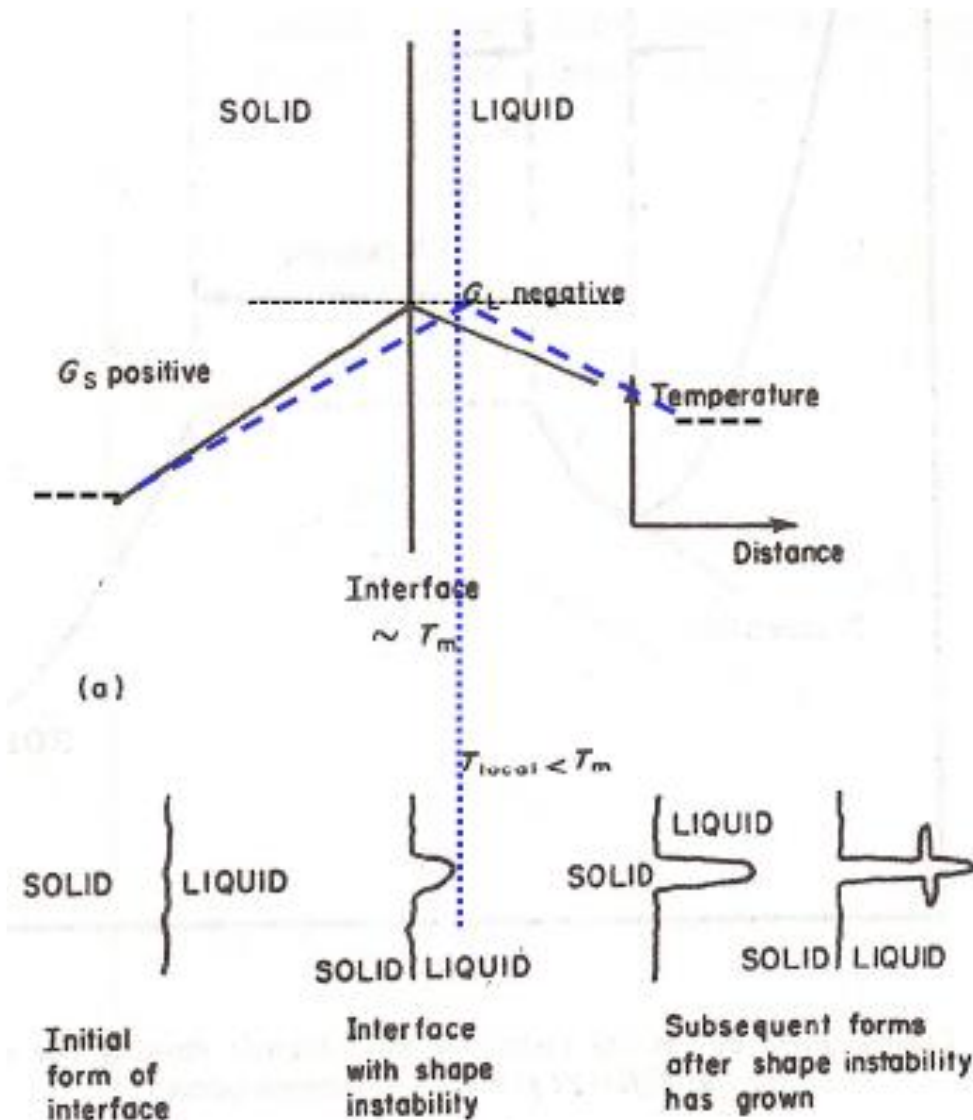 SOLID LIQUID
G_L negative
G_S positive
Temperature
Distance
Interface
~ T_m
(a)
T_local < T_m
LIQUID
SOLID LIQUID
SOLID
SOLID LIQUID
SOLID LIQUID
Initial
form of
interface
Interface
with shape
instability
Subsequent forms
after shape instability
has grown